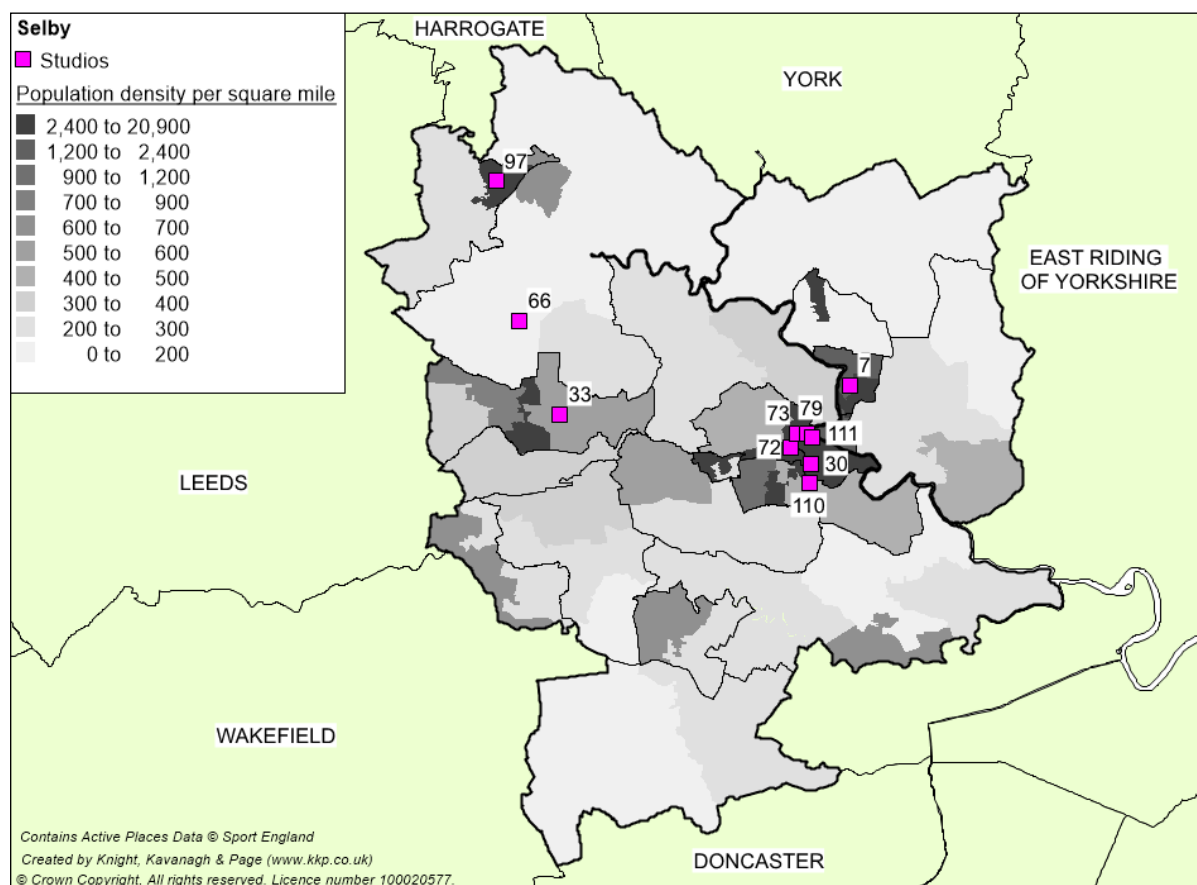 Selby
Studios
Population density per square mile
2,400 to 20,900
1,200 to 2,400
900 to 1,200
700 to 900
600 to 700
500 to 600
400 to 500
300 to 400
200 to 300
0 to 200
HARROGATE
YORK
97
EAST RIDING
OF YORKSHIRE
66
7
33
73
79
111
72
30
LEEDS
110
WAKEFIELD
DONCASTER
Contains Active Places Data © Sport England
Created by Knight, Kavanagh & Page (www.kkp.co.uk)
© Crown Copyright. All rights reserved. Licence number 100020577.